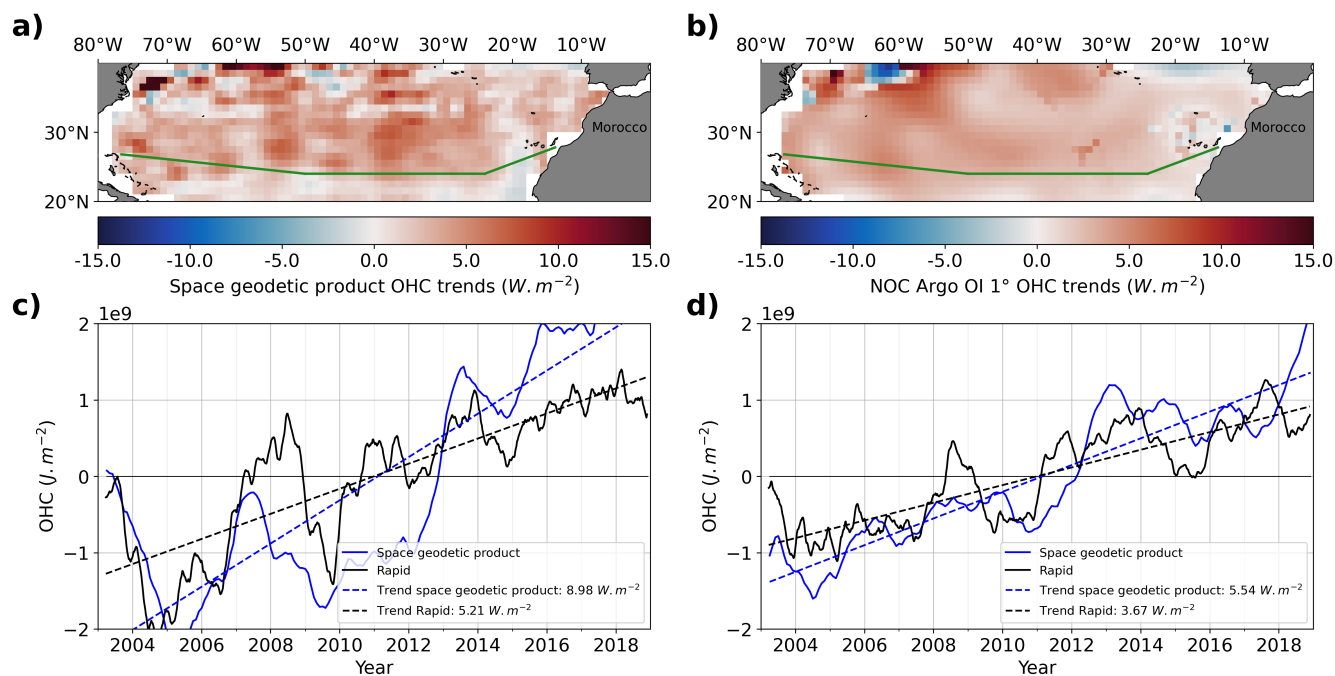 a)
80°W 70°W 60°W 50°W 40°W 30°W 20°W 10°W
30°N
20°N
Morocco
-15.0 -10.0 -5.0 0.0 5.0 10.0 15.0
Space geodetic product OHC trends (W.m⁻²)
b)
80°W 70°W 60°W 50°W 40°W 30°W 20°W 10°W
30°N
20°N
Morocco
-15.0 -10.0 -5.0 0.0 5.0 10.0 15.0
NOC Argo OI 1° OHC trends (W.m⁻²)
c)
1e9
2
1
0
−1
−2
OHC (J.m⁻²)
Space geodetic product
Rapid
Trend space geodetic product: 8.98 W.m⁻²
Trend Rapid: 5.21 W.m⁻²
2004 2006 2008 2010 2012 2014 2016 2018
Year
d)
1e9
2
1
0
−1
−2
OHC (J.m⁻²)
Space geodetic product
Rapid
Trend space geodetic product: 5.54 W.m⁻²
Trend Rapid: 3.67 W.m⁻²
2004 2006 2008 2010 2012 2014 2016 2018
Year